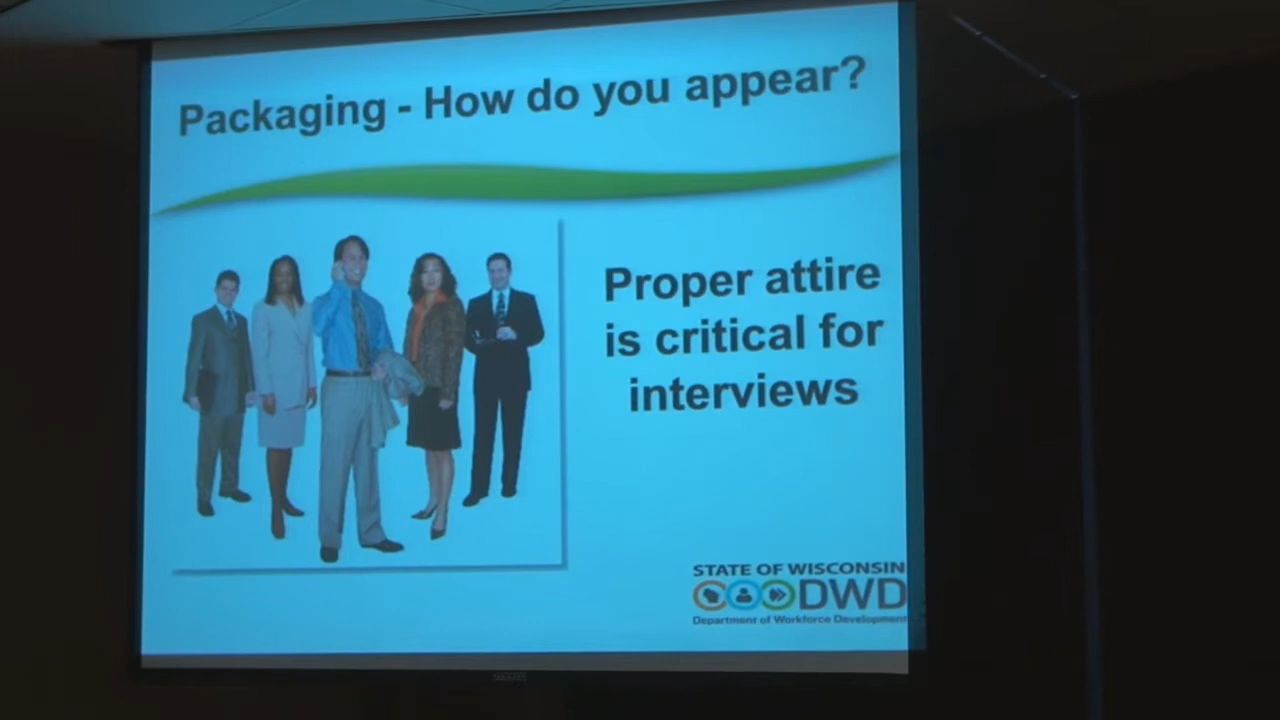 Packaging - How do you appear?
Proper attire
is critical for
interviews
STATE OF WISCONSIN
DWD
Department of Workforce Development